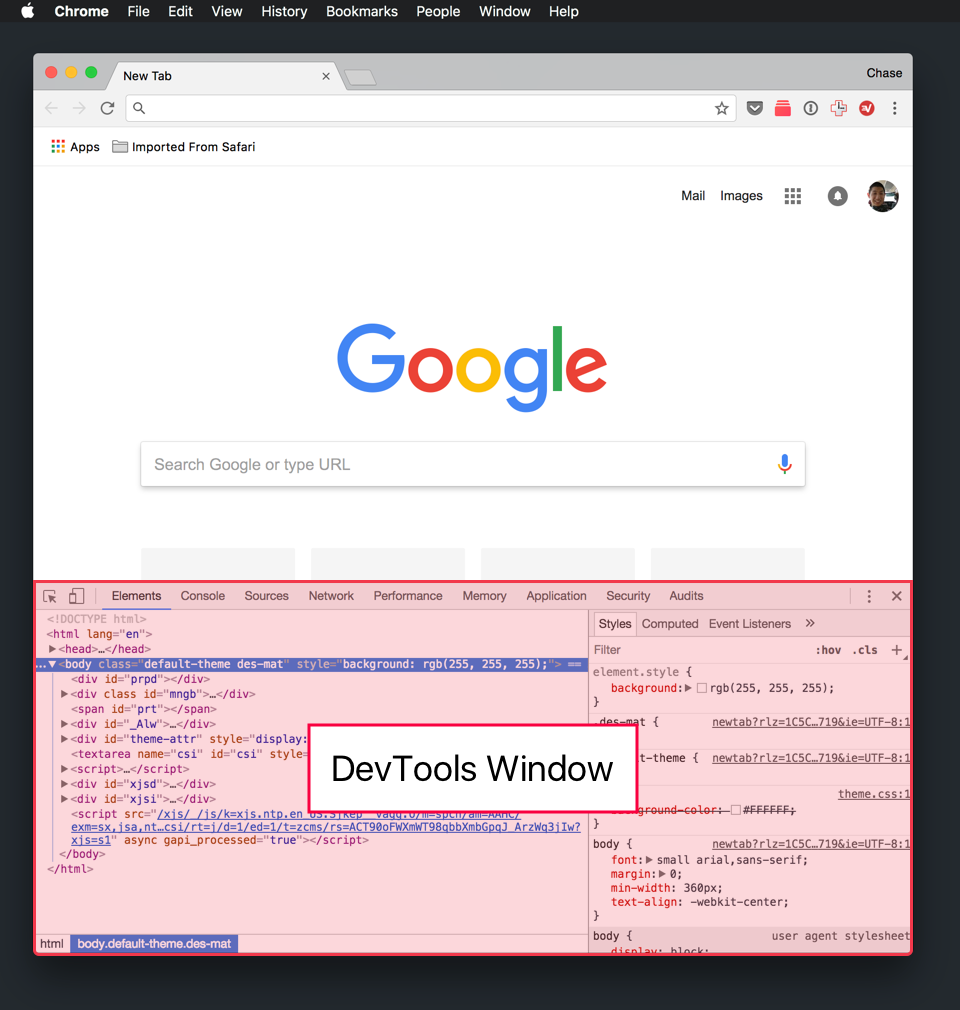 Chrome File Edit View History Bookmarks People Window Help
New Tab
Chase
Apps Imported From Safari
Mail Images
Google
Search Google or type URL
Elements Console Sources Network Performance Memory Application Security Audits
<!DOCTYPE html>
<html lang="en">
<head>…</head>
…<body class="default-theme des-mat" style="background: rgb(255, 255, 255);"> ==
<div id="prpd"></div>
<div class id="mngb">…</div>
<span id="prt"></span>
<div id="_Alw">…</div>
<div id="theme-attr" style="display:
<textarea name="csi" id="csi" style=
<script>…</script>
<div id="xjsd">…</div>
<div id="xjsi">…</div>
<script src="/xjs/_/js/k=xjs.ntp.en
exm=sx,jsa,nt…csi/rt=j/d=1/ed=1/t=zcms/rs=ACT90oFWXmWT98qbbXmbGpqJ_ArzWq3jIw?
xjs=s1" async gapi_processed="true"></script>
</body>
</html>
html body.default-theme.des-mat
Styles Computed Event Listeners »
Filter :hov .cls +
element.style {
background: rgb(255, 255, 255);
}
.des-mat { newtab?rlz=1C5C…719&ie=UTF-8:1
t-theme { newtab?rlz=1C5C…719&ie=UTF-8:1
theme.css:1
background-color: #FFFFFF;
}
body { newtab?rlz=1C5C…719&ie=UTF-8:1
font: small arial,sans-serif;
margin: 0;
min-width: 360px;
text-align: -webkit-center;
}
body { user agent stylesheet
display: block;
DevTools Window